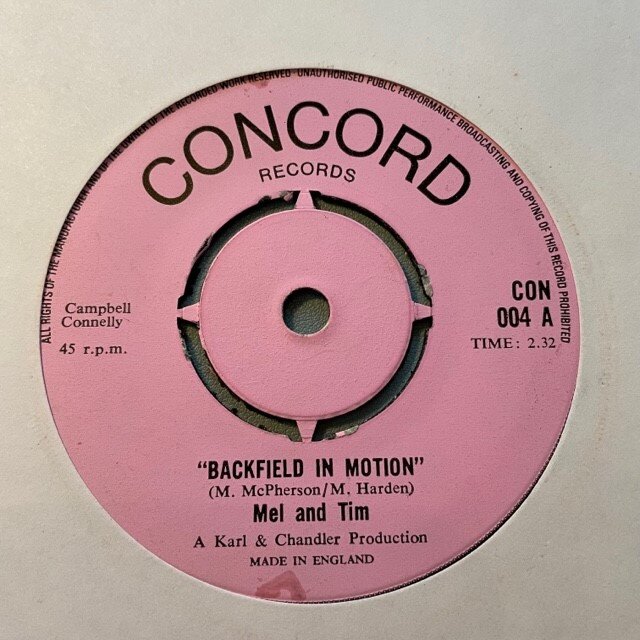 ALL RIGHTS OF THE MANUFACTURER AND OF THE OWNER OF THE RECORDED WORK RESERVED · UNAUTHORISED PUBLIC PERFORMANCE BROADCASTING AND COPYING OF THIS RECORD PROHIBITED
CONCORD
RECORDS
Campbell
Connelly
45 r.p.m.
CON
004 A
TIME: 2.32
"BACKFIELD IN MOTION"
(M. McPherson/M. Harden)
Mel and Tim
A Karl & Chandler Production
MADE IN ENGLAND